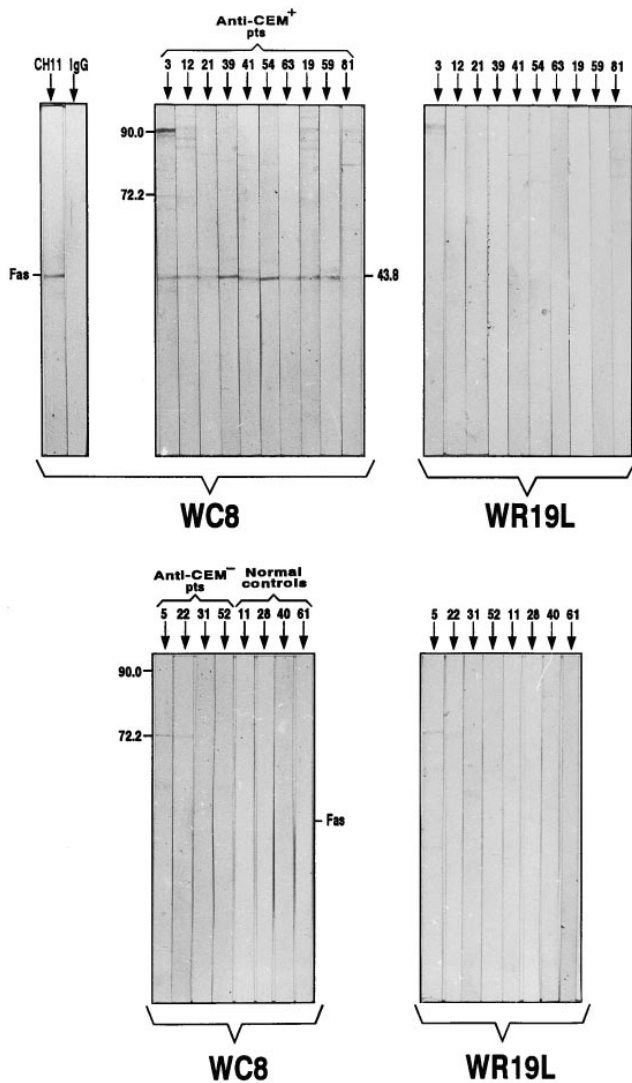 Anti-CEM+
pts
CH11 IgG
3 12 21 39 41 54 63 19 59 81
3 12 21 39 41 54 63 19 59 81
90.0
72.2
Fas
43.8
WC8
WR19L
Anti-CEM− Normal
pts controls
5 22 31 52 11 28 40 61
5 22 31 52 11 28 40 61
90.0
72.2
Fas
WC8
WR19L